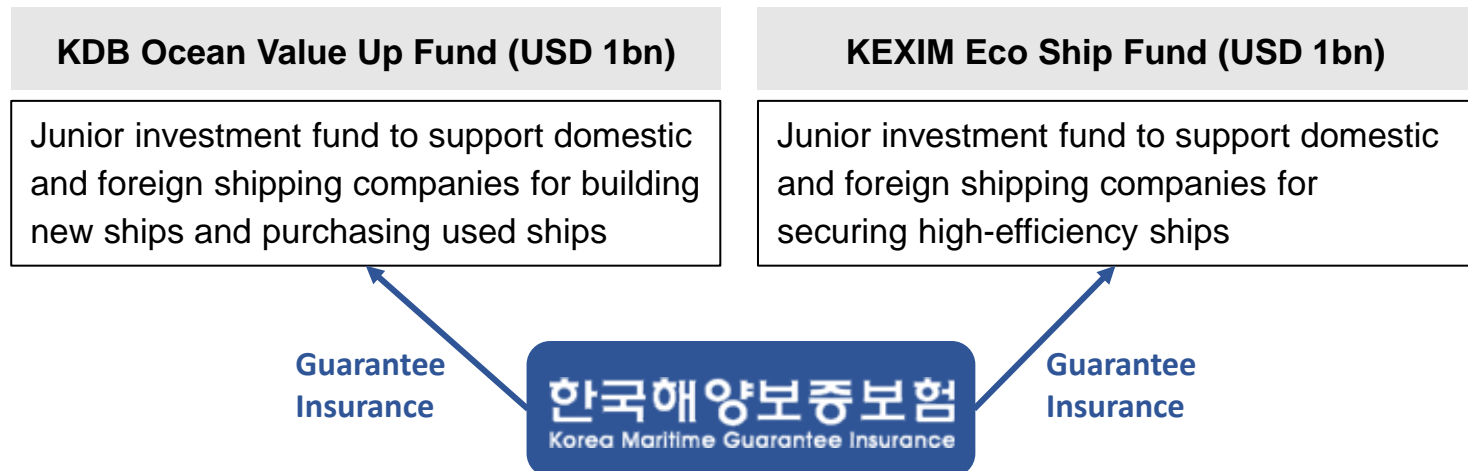 KDB Ocean Value Up Fund (USD 1bn)
Junior investment fund to support domestic
and foreign shipping companies for building
new ships and purchasing used ships
KEXIM Eco Ship Fund (USD 1bn)
Junior investment fund to support domestic
and foreign shipping companies for
securing high-efficiency ships
Guarantee
Insurance
한국해양보증보험
Korea Maritime Guarantee Insurance
Guarantee
Insurance